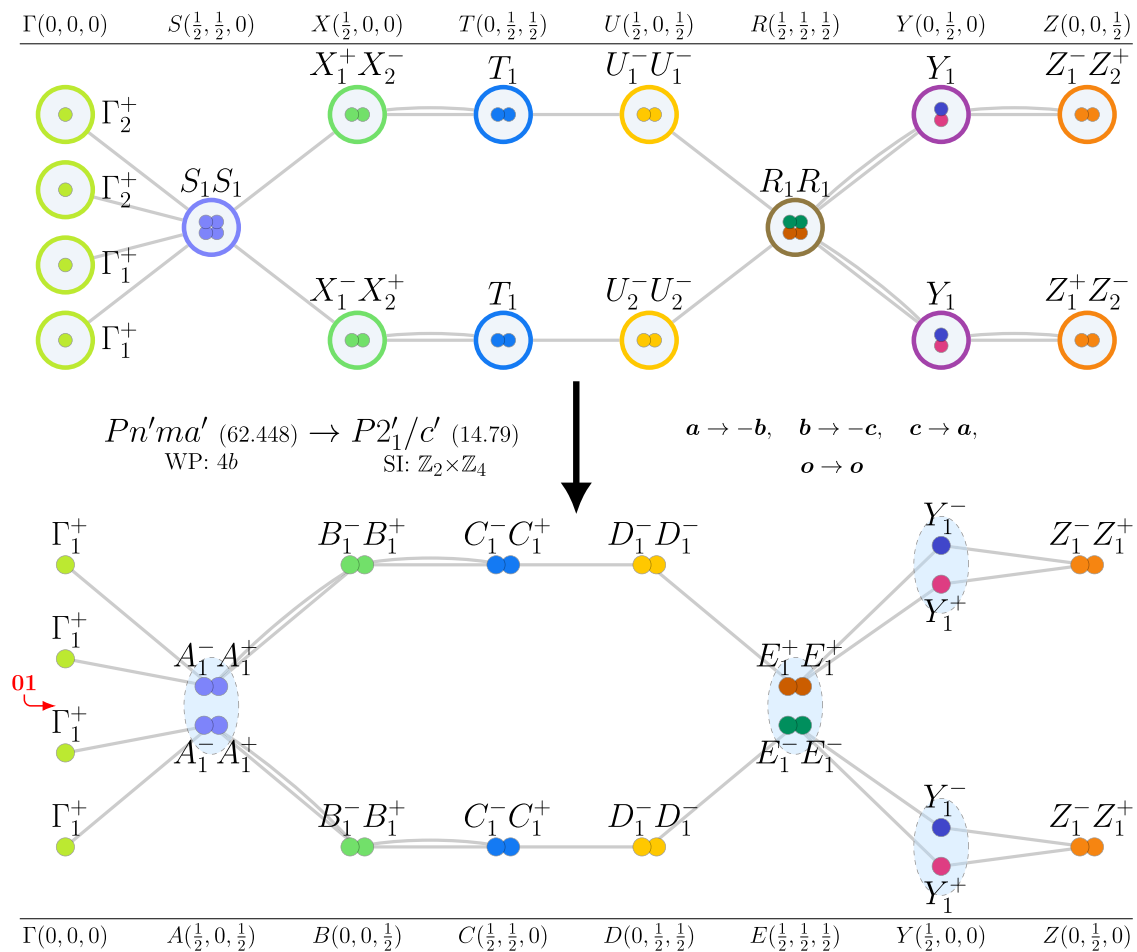 Γ(0, 0, 0) S(½, ½, 0) X(½, 0, 0) T(0, ½, ½) U(½, 0, ½) R(½, ½, ½) Y(0, ½, 0) Z(0, 0, ½)
X₁⁺X₂⁻ T₁ U₁⁻U₁⁻ Y₁ Z₁⁻Z₂⁺
Γ₂⁺
Γ₂⁺ S₁S₁ R₁R₁
Γ₁⁺
X₁⁻X₂⁺ T₁ U₂⁻U₂⁻ Y₁ Z₁⁺Z₂⁻
Γ₁⁺
Pn′ma′ (62.448) → P2₁′/c′ (14.79) a → −b, b → −c, c → a,
WP: 4b SI: ℤ₂×ℤ₄ o → o
Γ₁⁺ B₁⁻B₁⁺ C₁⁻C₁⁺ D₁⁻D₁⁻ Y₁⁻ Z₁⁻Z₁⁺
Y₁⁺
Γ₁⁺ A₁⁻A₁⁺ E₁⁺E₁⁺
01
Γ₁⁺ A₁⁻A₁⁺ E₁⁻E₁⁻
Γ₁⁺ B₁⁻B₁⁺ C₁⁻C₁⁺ D₁⁻D₁⁻ Y₁⁻ Z₁⁻Z₁⁺
Y₁⁺
Γ(0, 0, 0) A(½, 0, ½) B(0, 0, ½) C(½, ½, 0) D(0, ½, ½) E(½, ½, ½) Y(½, 0, 0) Z(0, ½, 0)